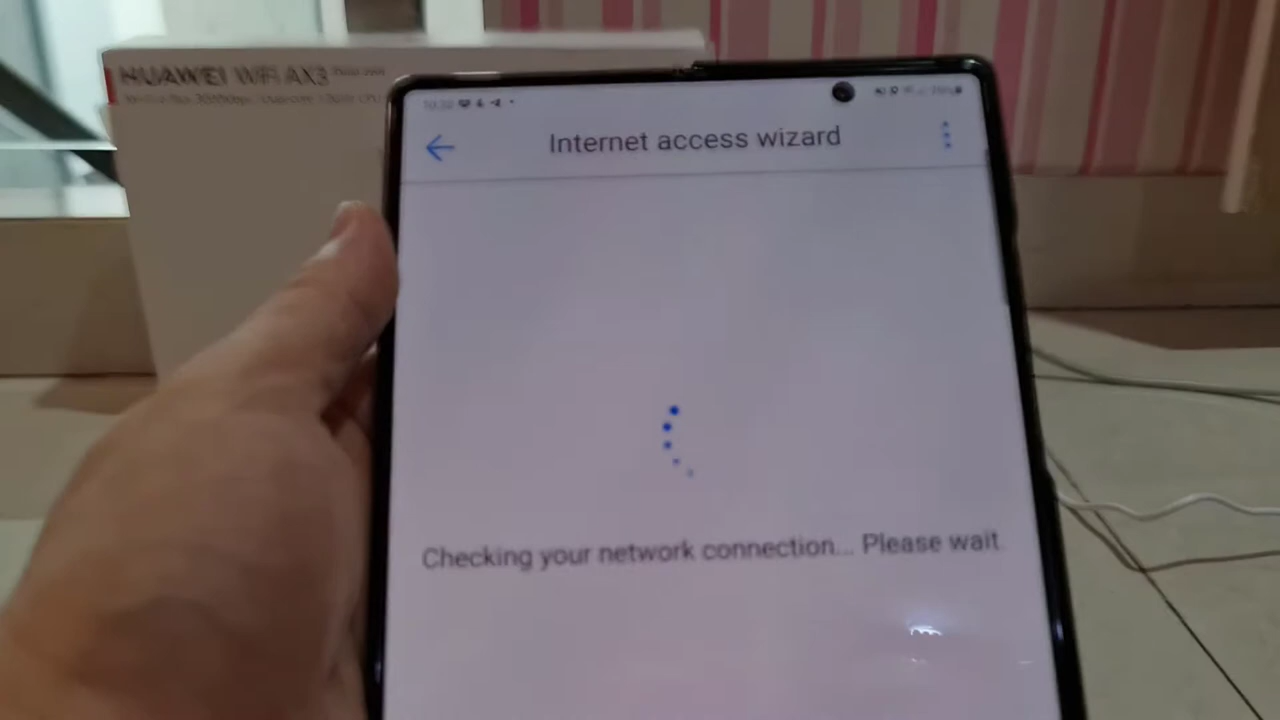 HUAWEI WiFi AX3
Internet access wizard
Checking your network connection... Please wait.